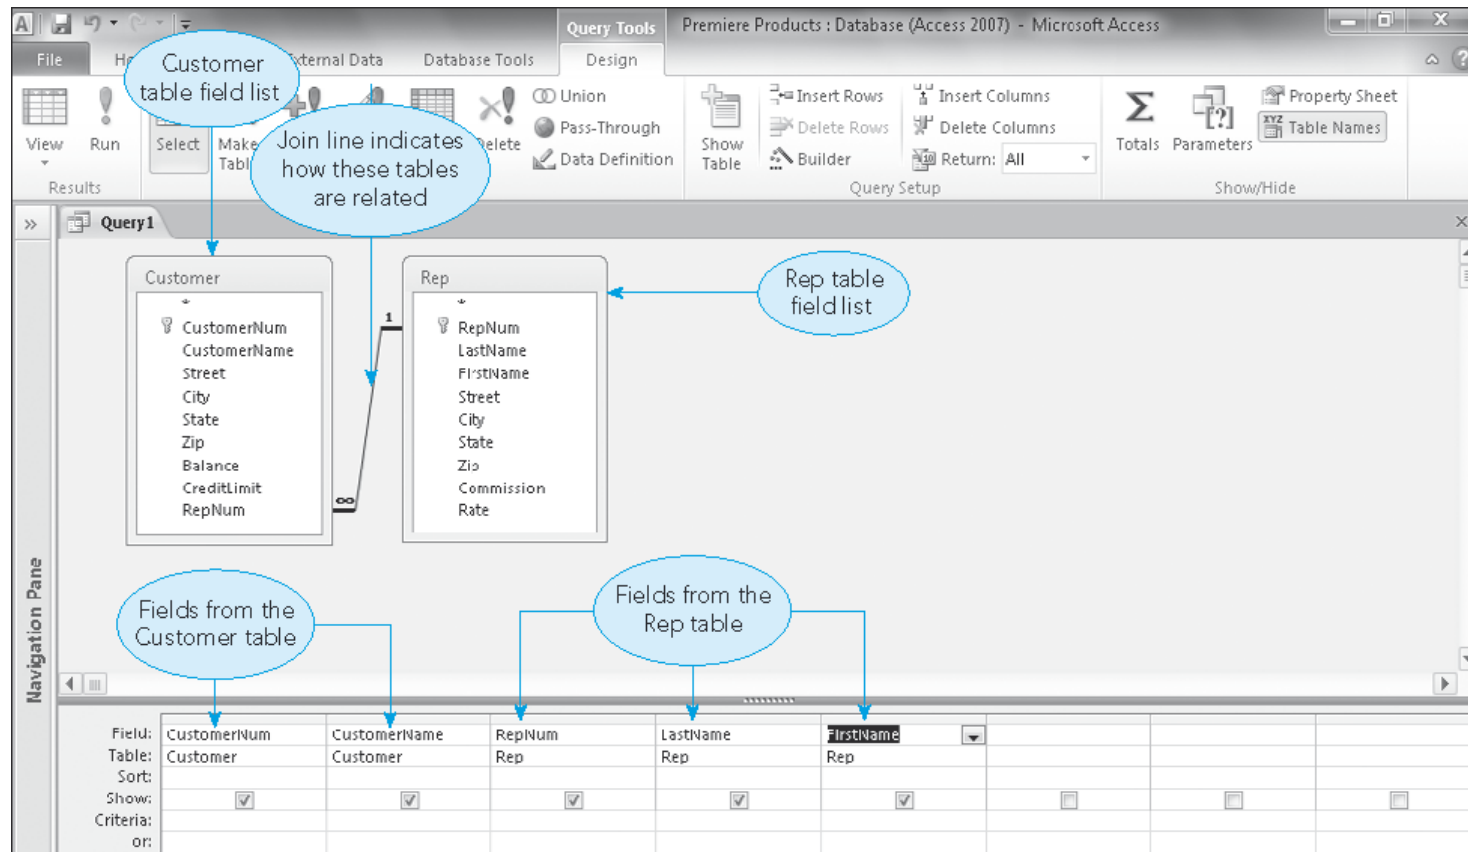 Query Tools
Premiere Products : Database (Access 2007) - Microsoft Access
File
External Data
Database Tools
Design
Customer
table field list
Join line indicates
how these tables
are related
View
Run
Select
Make
Delete
Union
Pass-Through
Data Definition
Show
Table
Insert Rows
Delete Rows
Builder
Insert Columns
Delete Columns
Return: All
Totals
Parameters
Property Sheet
Table Names
Results
Query Setup
Show/Hide
Query1
Customer
*
CustomerNum
CustomerName
Street
City
State
Zip
Balance
CreditLimit
RepNum
1
∞
Rep
*
RepNum
LastName
FirstName
Street
City
State
Zip
Commission
Rate
Rep table
field list
Navigation Pane
Fields from the
Customer table
Fields from the
Rep table
Field: CustomerNum CustomerName RepNum LastName FirstName
Table: Customer Customer Rep Rep Rep
Sort:
Show:
Criteria:
or: